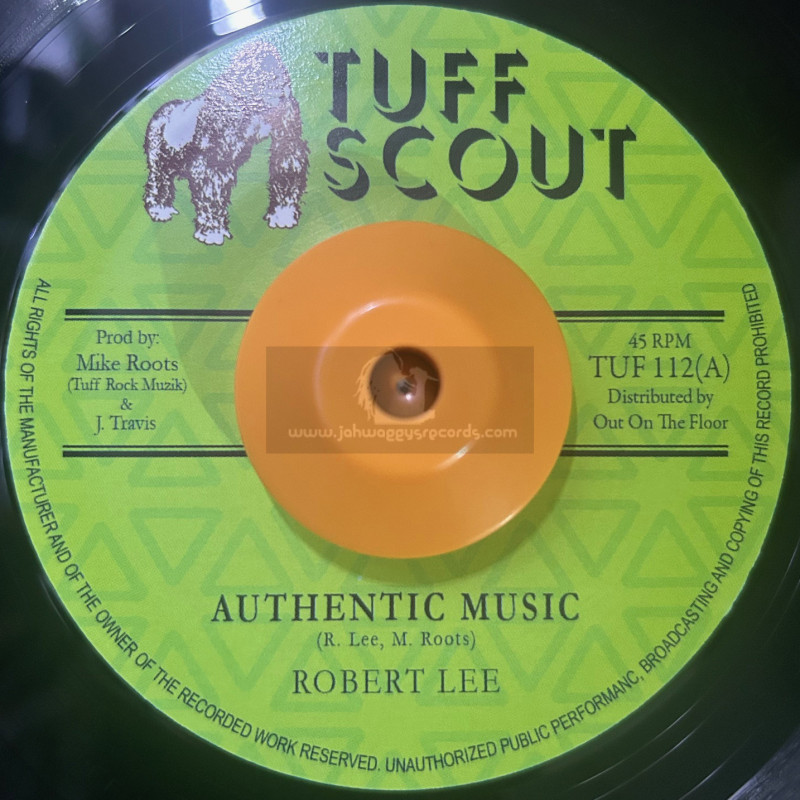 TUFF
SCOUT
Prod by:
Mike Roots
(Tuff Rock Muzik)
&
J. Travis
45 RPM
TUF 112(A)
Distributed by
Out On The Floor
www.jahwaggysrecords.com
AUTHENTIC MUSIC
(R. Lee, M. Roots)
ROBERT LEE
ALL RIGHTS OF THE MANUFACTURER AND OF THE OWNER OF THE RECORDED WORK RESERVED. UNAUTHORIZED PUBLIC PERFORMANC, BROADCASTING AND COPYING OF THIS RECORD PROHIBITED